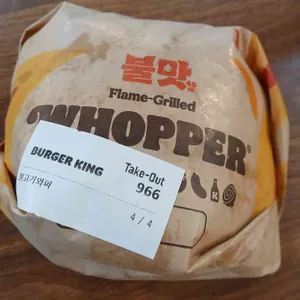 불맛
Flame-Grilled
WHOPPER®
BURGER KING
Take-Out
966
불고기와퍼
4 / 4
K